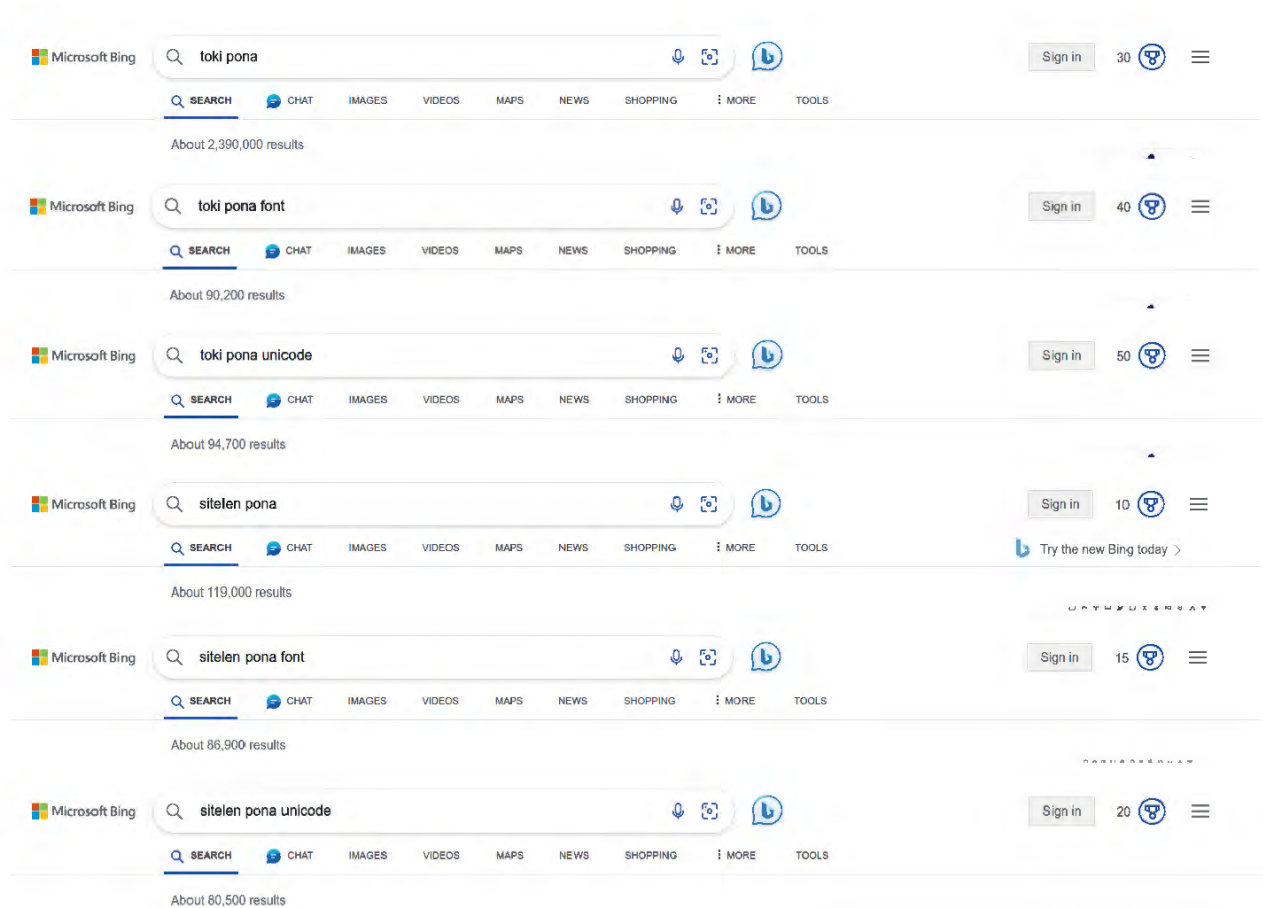 Microsoft Bing toki pona Sign in 30
SEARCH CHAT IMAGES VIDEOS MAPS NEWS SHOPPING MORE TOOLS
About 2,390,000 results
Microsoft Bing toki pona font Sign in 40
SEARCH CHAT IMAGES VIDEOS MAPS NEWS SHOPPING MORE TOOLS
About 90,200 results
Microsoft Bing toki pona unicode Sign in 50
SEARCH CHAT IMAGES VIDEOS MAPS NEWS SHOPPING MORE TOOLS
About 94,700 results
Microsoft Bing sitelen pona Sign in 10
SEARCH CHAT IMAGES VIDEOS MAPS NEWS SHOPPING MORE TOOLS Try the new Bing today >
About 119,000 results
Microsoft Bing sitelen pona font Sign in 15
SEARCH CHAT IMAGES VIDEOS MAPS NEWS SHOPPING MORE TOOLS
About 86,900 results
Microsoft Bing sitelen pona unicode Sign in 20
SEARCH CHAT IMAGES VIDEOS MAPS NEWS SHOPPING MORE TOOLS
About 80,500 results